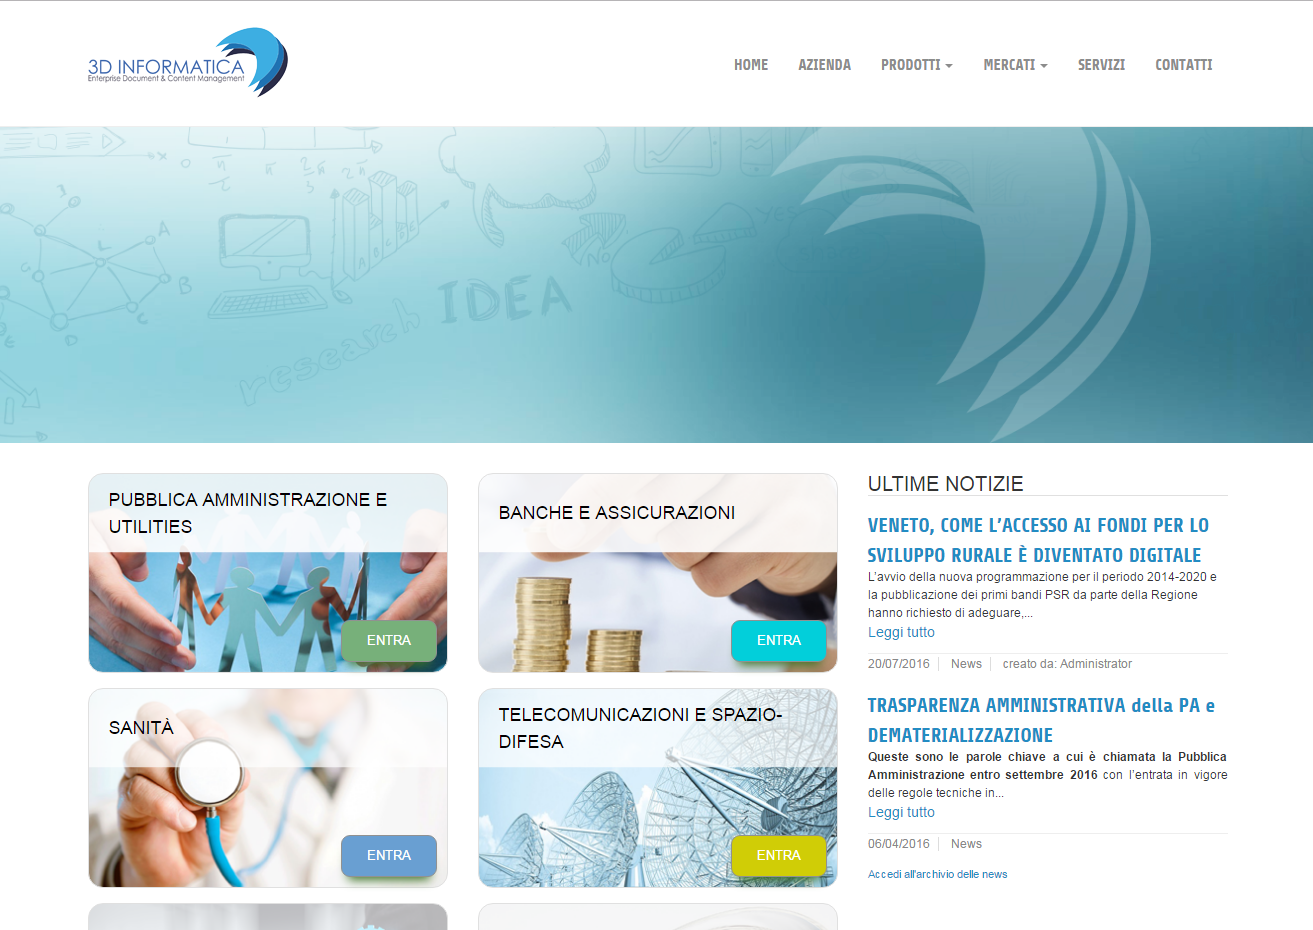 3D INFORMATICA
Enterprise Document & Content Management
HOME AZIENDA PRODOTTI MERCATI SERVIZI CONTATTI
YES
NO
A
B
C
L
IDEA
research
PUBBLICA AMMINISTRAZIONE E
UTILITIES
ENTRA
BANCHE E ASSICURAZIONI
ENTRA
SANITÀ
ENTRA
TELECOMUNICAZIONI E SPAZIO-
DIFESA
ENTRA
ULTIME NOTIZIE
VENETO, COME L’ACCESSO AI FONDI PER LO
SVILUPPO RURALE È DIVENTATO DIGITALE
L’avvio della nuova programmazione per il periodo 2014-2020 e
la pubblicazione dei primi bandi PSR da parte della Regione
hanno richiesto di adeguare,...
Leggi tutto
20/07/2016 News creato da: Administrator
TRASPARENZA AMMINISTRATIVA della PA e
DEMATERIALIZZAZIONE
Queste sono le parole chiave a cui è chiamata la Pubblica
Amministrazione entro settembre 2016 con l’entrata in vigore
delle regole tecniche in...
Leggi tutto
06/04/2016 News
Accedi all'archivio delle news